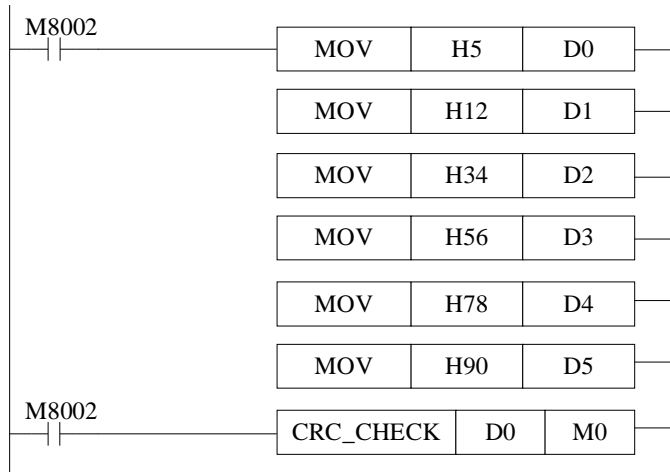 M8002
MOV H5 D0
MOV H12 D1
MOV H34 D2
MOV H56 D3
MOV H78 D4
MOV H90 D5
M8002
CRC_CHECK D0 M0